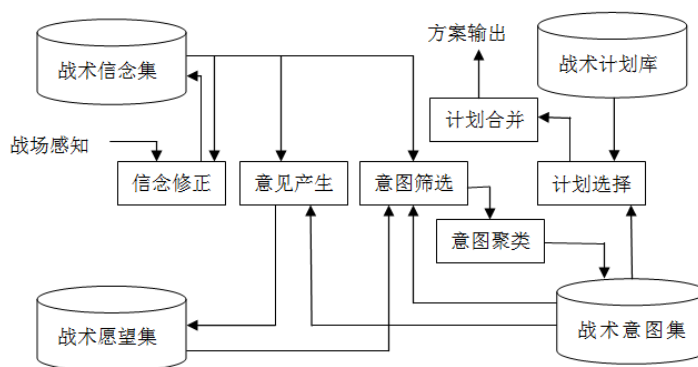 方案输出
战术信念集
战术计划库
计划合并
战场感知
信念修正
意见产生
意图筛选
计划选择
意图聚类
战术愿望集
战术意图集